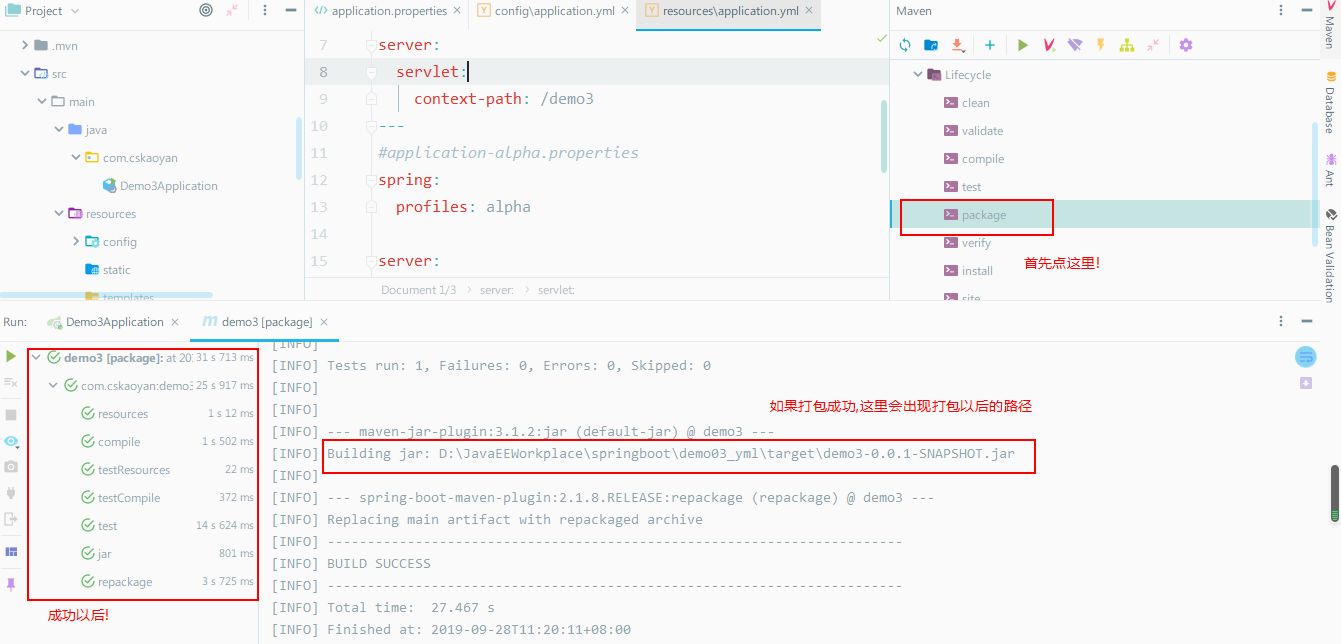 Project
application.properties
config\application.yml
resources\application.yml
Maven
.mvn
src
main
java
com.cskaoyan
Demo3Application
resources
config
static
templates
7 server:
8 servlet:
9 context-path: /demo3
10 ---
11 #application-alpha.properties
12 spring:
13 profiles: alpha
14
15 server:
Document 1/3 server: servlet:
Lifecycle
clean
validate
compile
test
package
verify
install
site
首先点这里!
Maven
Database
Ant
Bean Validation
Run: Demo3Application demo3 [package]
demo3 [package]: at 20 31 s 713 ms
com.cskaoyan:demo3 25 s 917 ms
resources 1 s 12 ms
compile 1 s 502 ms
testResources 22 ms
testCompile 372 ms
test 14 s 624 ms
jar 801 ms
repackage 3 s 725 ms
成功以后!
[INFO]
[INFO] Tests run: 1, Failures: 0, Errors: 0, Skipped: 0
[INFO]
[INFO]
如果打包成功,这里会出现打包以后的路径
[INFO] --- maven-jar-plugin:3.1.2:jar (default-jar) @ demo3 ---
[INFO] Building jar: D:\JavaEEWorkplace\springboot\demo03_yml\target\demo3-0.0.1-SNAPSHOT.jar
[INFO]
[INFO] --- spring-boot-maven-plugin:2.1.8.RELEASE:repackage (repackage) @ demo3 ---
[INFO] Replacing main artifact with repackaged archive
[INFO] ------------------------------------------------------------------------
[INFO] BUILD SUCCESS
[INFO] ------------------------------------------------------------------------
[INFO] Total time:  27.467 s
[INFO] Finished at: 2019-09-28T11:20:11+08:00